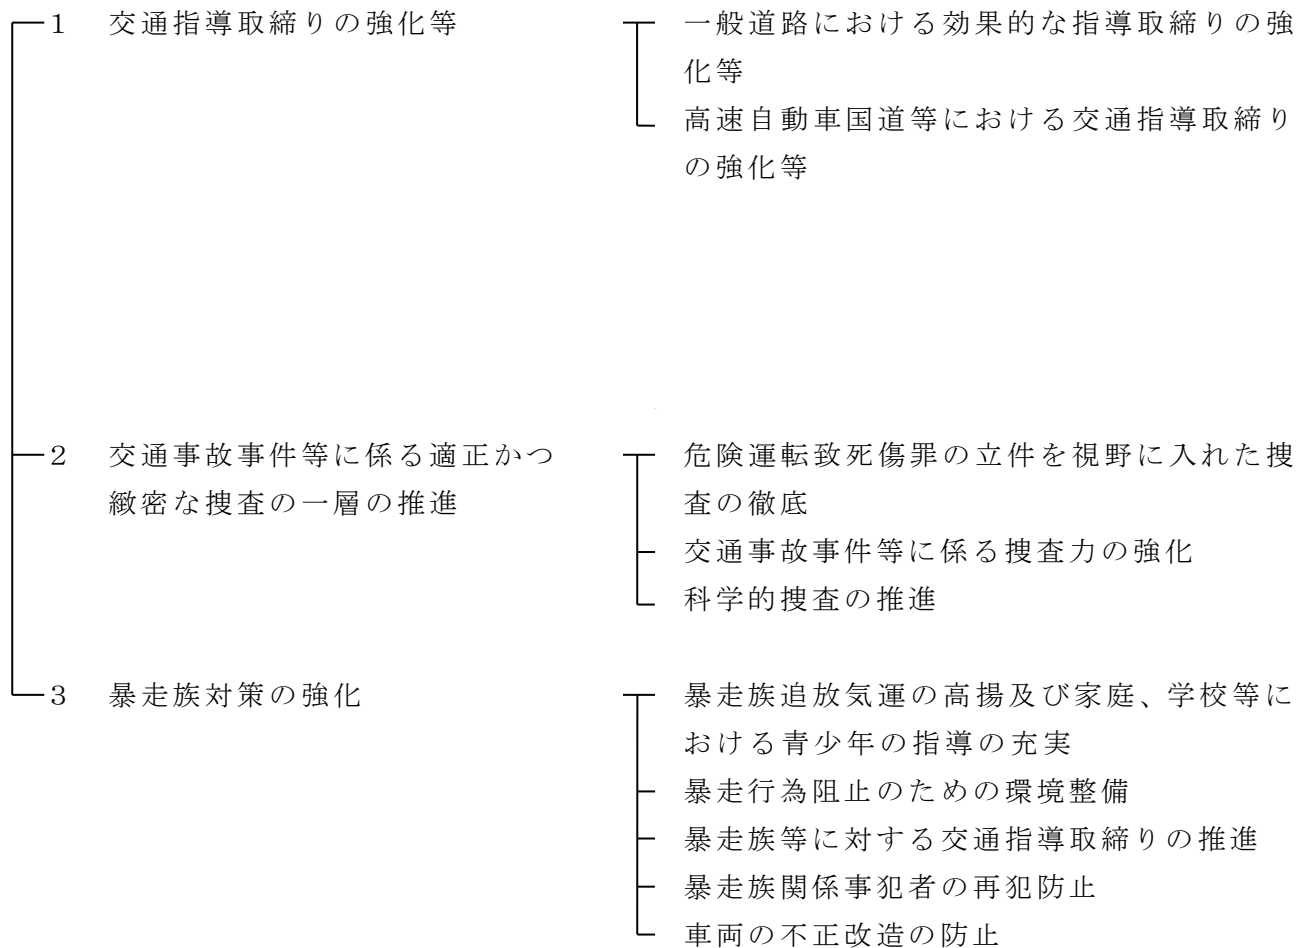 1 交通指導取締りの強化等
一般道路における効果的な指導取締りの強
化等
高速自動車国道等における交通指導取締り
の強化等
2 交通事故事件等に係る適正かつ
緻密な捜査の一層の推進
危険運転致死傷罪の立件を視野に入れた捜
査の徹底
交通事故事件等に係る捜査力の強化
科学的捜査の推進
3 暴走族対策の強化
暴走族追放気運の高揚及び家庭、学校等に
おける青少年の指導の充実
暴走行為阻止のための環境整備
暴走族等に対する交通指導取締りの推進
暴走族関係事犯者の再犯防止
車両の不正改造の防止